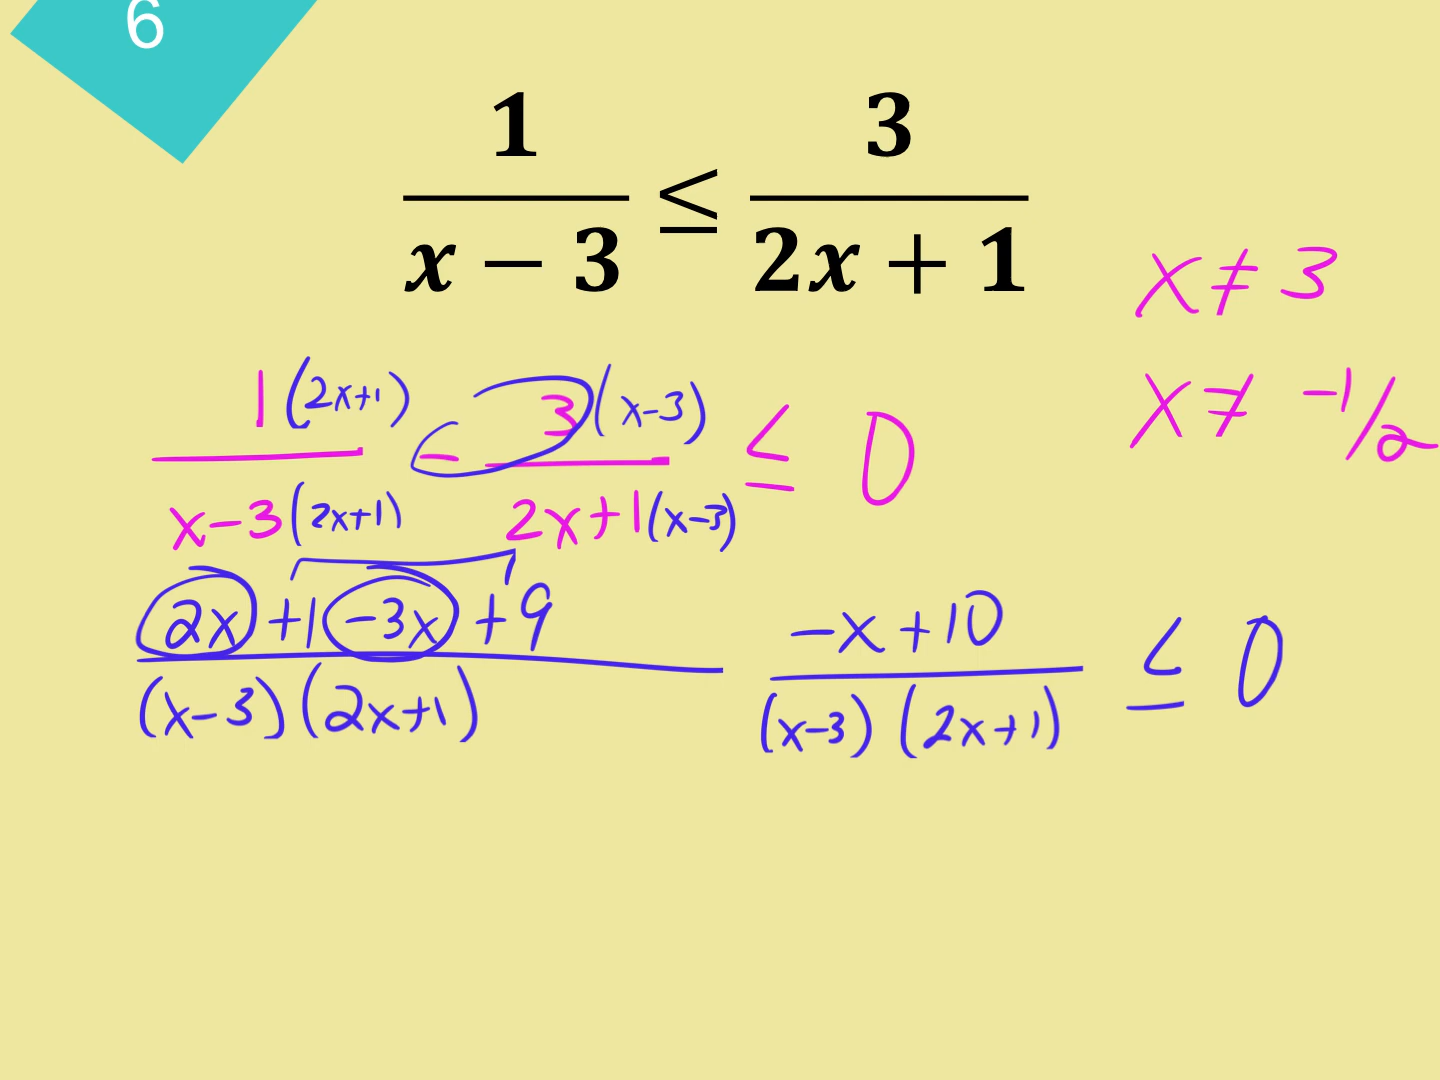 6
1/(x − 3) ≤ 3/(2x + 1)
x ≠ 3
x ≠ -1/2
1(2x+1)/x-3(2x+1) - 3(x-3)/2x+1(x-3) ≤ 0
2x +1 -3x +9/(x-3)(2x+1) -x+10/(x-3)(2x+1) ≤ 0